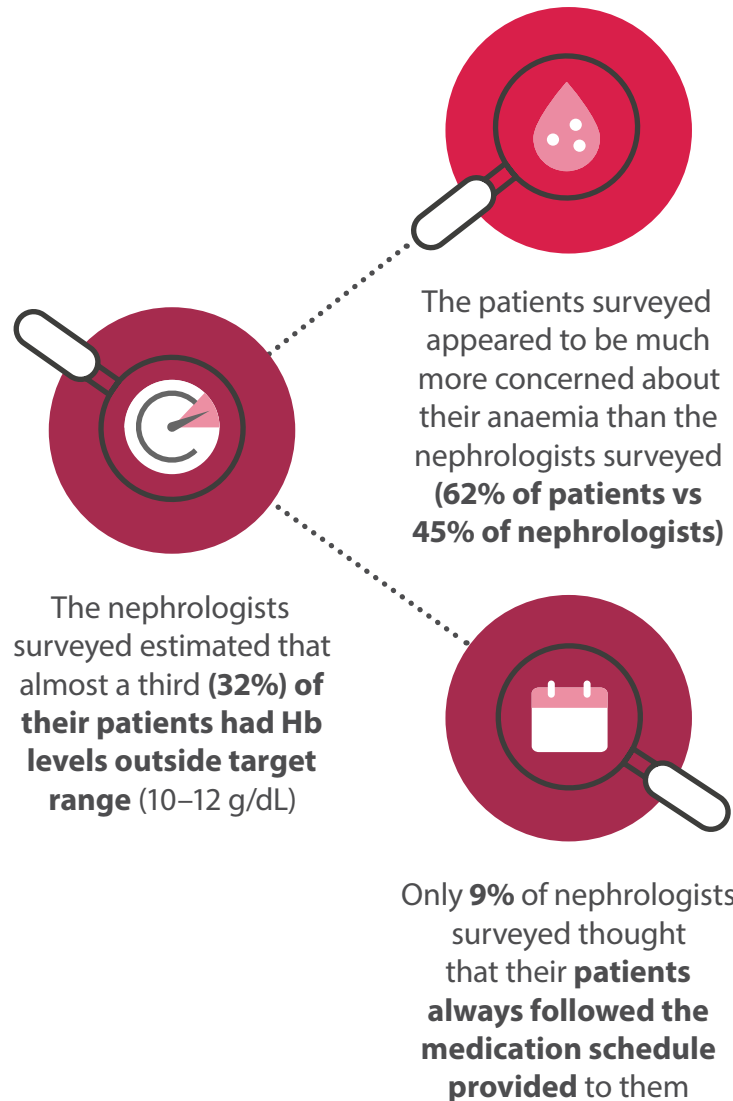 The patients surveyed
appeared to be much
more concerned about
their anaemia than the
nephrologists surveyed
(62% of patients vs
45% of nephrologists)
The nephrologists
surveyed estimated that
almost a third (32%) of
their patients had Hb
levels outside target
range (10–12 g/dL)
Only 9% of nephrologists
surveyed thought
that their patients
always followed the
medication schedule
provided to them